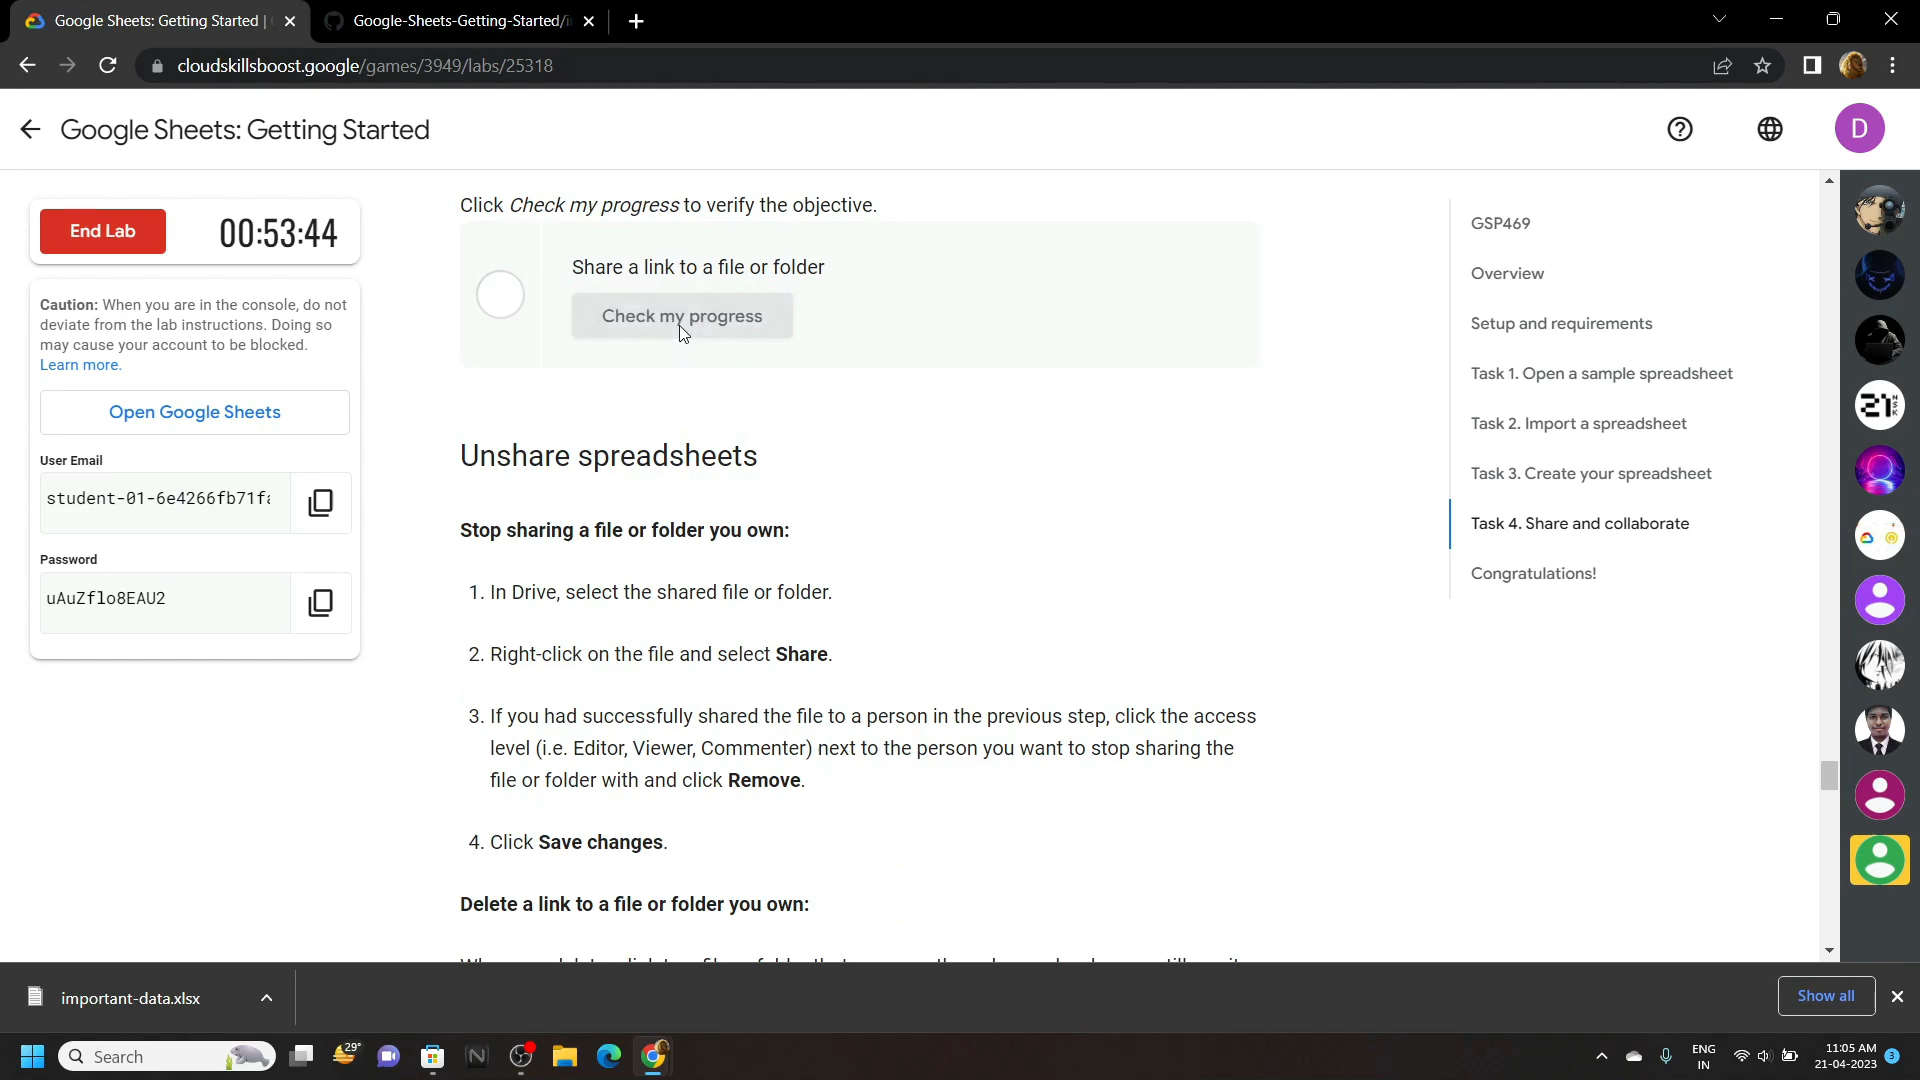 Google Sheets: Getting Started |
Google-Sheets-Getting-Started/i
cloudskillsboost.google/games/3949/labs/25318
Google Sheets: Getting Started
D
End Lab
00:53:44
Caution: When you are in the console, do not
deviate from the lab instructions. Doing so
may cause your account to be blocked.
Learn more.
Open Google Sheets
User Email
student-01-6e4266fb71fa
Password
uAuZflo8EAU2
Click Check my progress to verify the objective.
Share a link to a file or folder
Check my progress
Unshare spreadsheets
Stop sharing a file or folder you own:
1. In Drive, select the shared file or folder.
2. Right-click on the file and select Share.
3. If you had successfully shared the file to a person in the previous step, click the access
level (i.e. Editor, Viewer, Commenter) next to the person you want to stop sharing the
file or folder with and click Remove.
4. Click Save changes.
Delete a link to a file or folder you own:
GSP469
Overview
Setup and requirements
Task 1. Open a sample spreadsheet
Task 2. Import a spreadsheet
Task 3. Create your spreadsheet
Task 4. Share and collaborate
Congratulations!
21
NSK
important-data.xlsx
Show all
Search
29°
ENG
IN
11:05 AM
21-04-2023
3